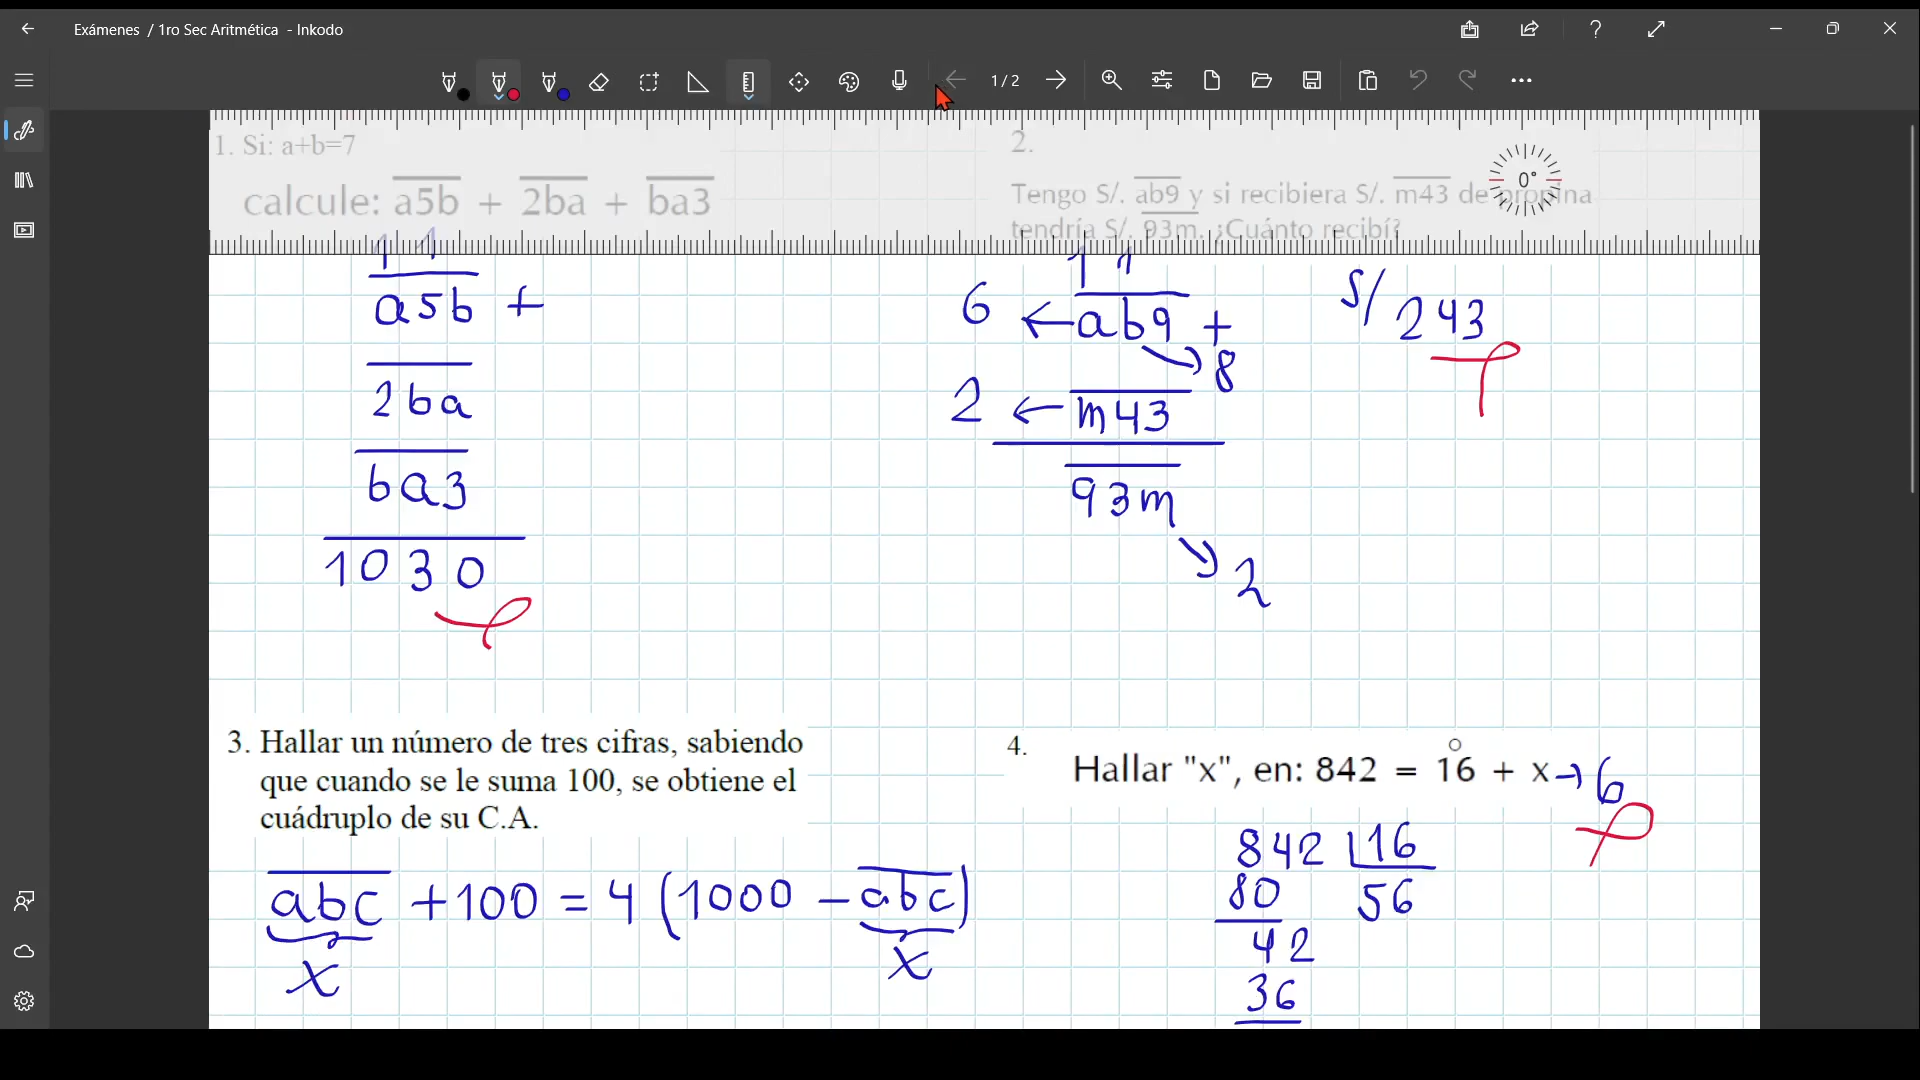 Exámenes / 1ro Sec Aritmética - Inkodo
1 / 2
1. Si: a+b=7
calcule: a5b + 2ba + ba3
1 1
a5b +
2ba
ba3
1030
2.
Tengo S/. ab9 y si recibiera S/. m43 de propina
tendría S/. 93m. ¿Cuánto recibí?
0°
1 1
6 ← ab9 +
8
2 ← m43
93m
2
S/ 243
3. Hallar un número de tres cifras, sabiendo
que cuando se le suma 100, se obtiene el
cuádruplo de su C.A.
abc + 100 = 4 (1000 - abc)
x x
4.
Hallar "x", en: 842 = 16° + x → 6
842 16
80 56
42
36